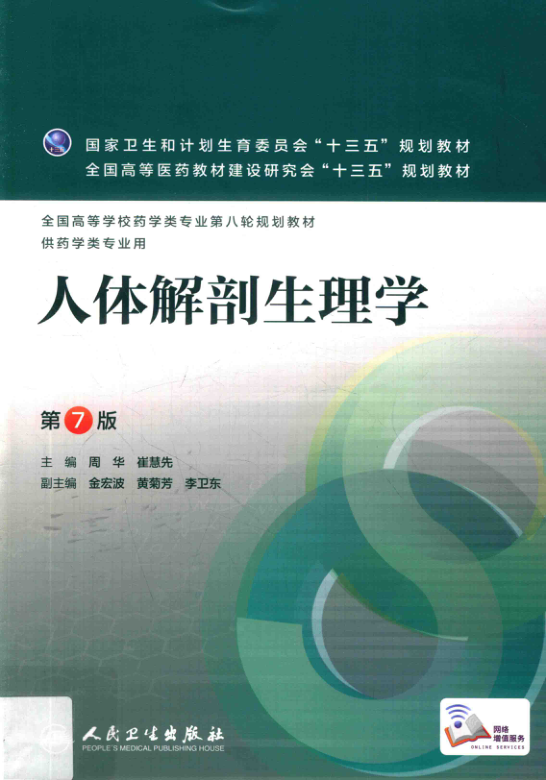 国家卫生和计划生育委员会“十三五”规划教材
全国高等医药教材建设研究会“十三五”规划教材
全国高等学校药学类专业第八轮规划教材
供药学类专业用
人体解剖生理学
第7版
主编 周华 崔慧先
副主编 金宏波 黄菊芳 李卫东
人民卫生出版社
PEOPLE'S MEDICAL PUBLISHING HOUSE
网络
增值服务
ONLINE SERVICES